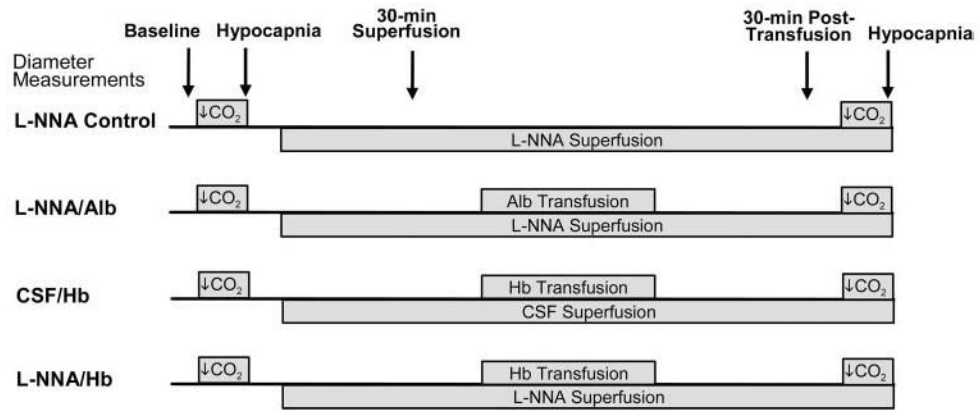 30-min
Superfusion
30-min Post-
Transfusion
Baseline
Hypocapnia
Hypocapnia
Diameter
Measurements
L-NNA Control
↓CO₂
↓CO₂
L-NNA Superfusion
L-NNA/Alb
↓CO₂
Alb Transfusion
↓CO₂
L-NNA Superfusion
CSF/Hb
↓CO₂
Hb Transfusion
↓CO₂
CSF Superfusion
L-NNA/Hb
↓CO₂
Hb Transfusion
↓CO₂
L-NNA Superfusion